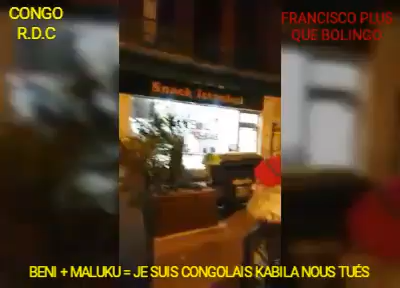 CONGO
R.D.C
FRANCISCO PLUS
QUE BOLINGO
Snack Istanbul
BENI + MALUKU = JE SUIS CONGOLAIS KABILA NOUS TUÉS